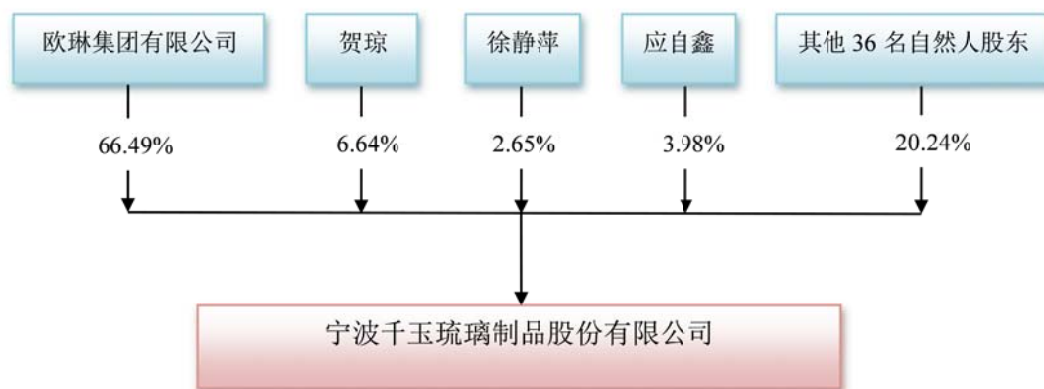 欧琳集团有限公司
贺琼
徐静萍
应自鑫
其他 36 名自然人股东
66.49%
6.64%
2.65%
3.98%
20.24%
宁波千玉琉璃制品股份有限公司